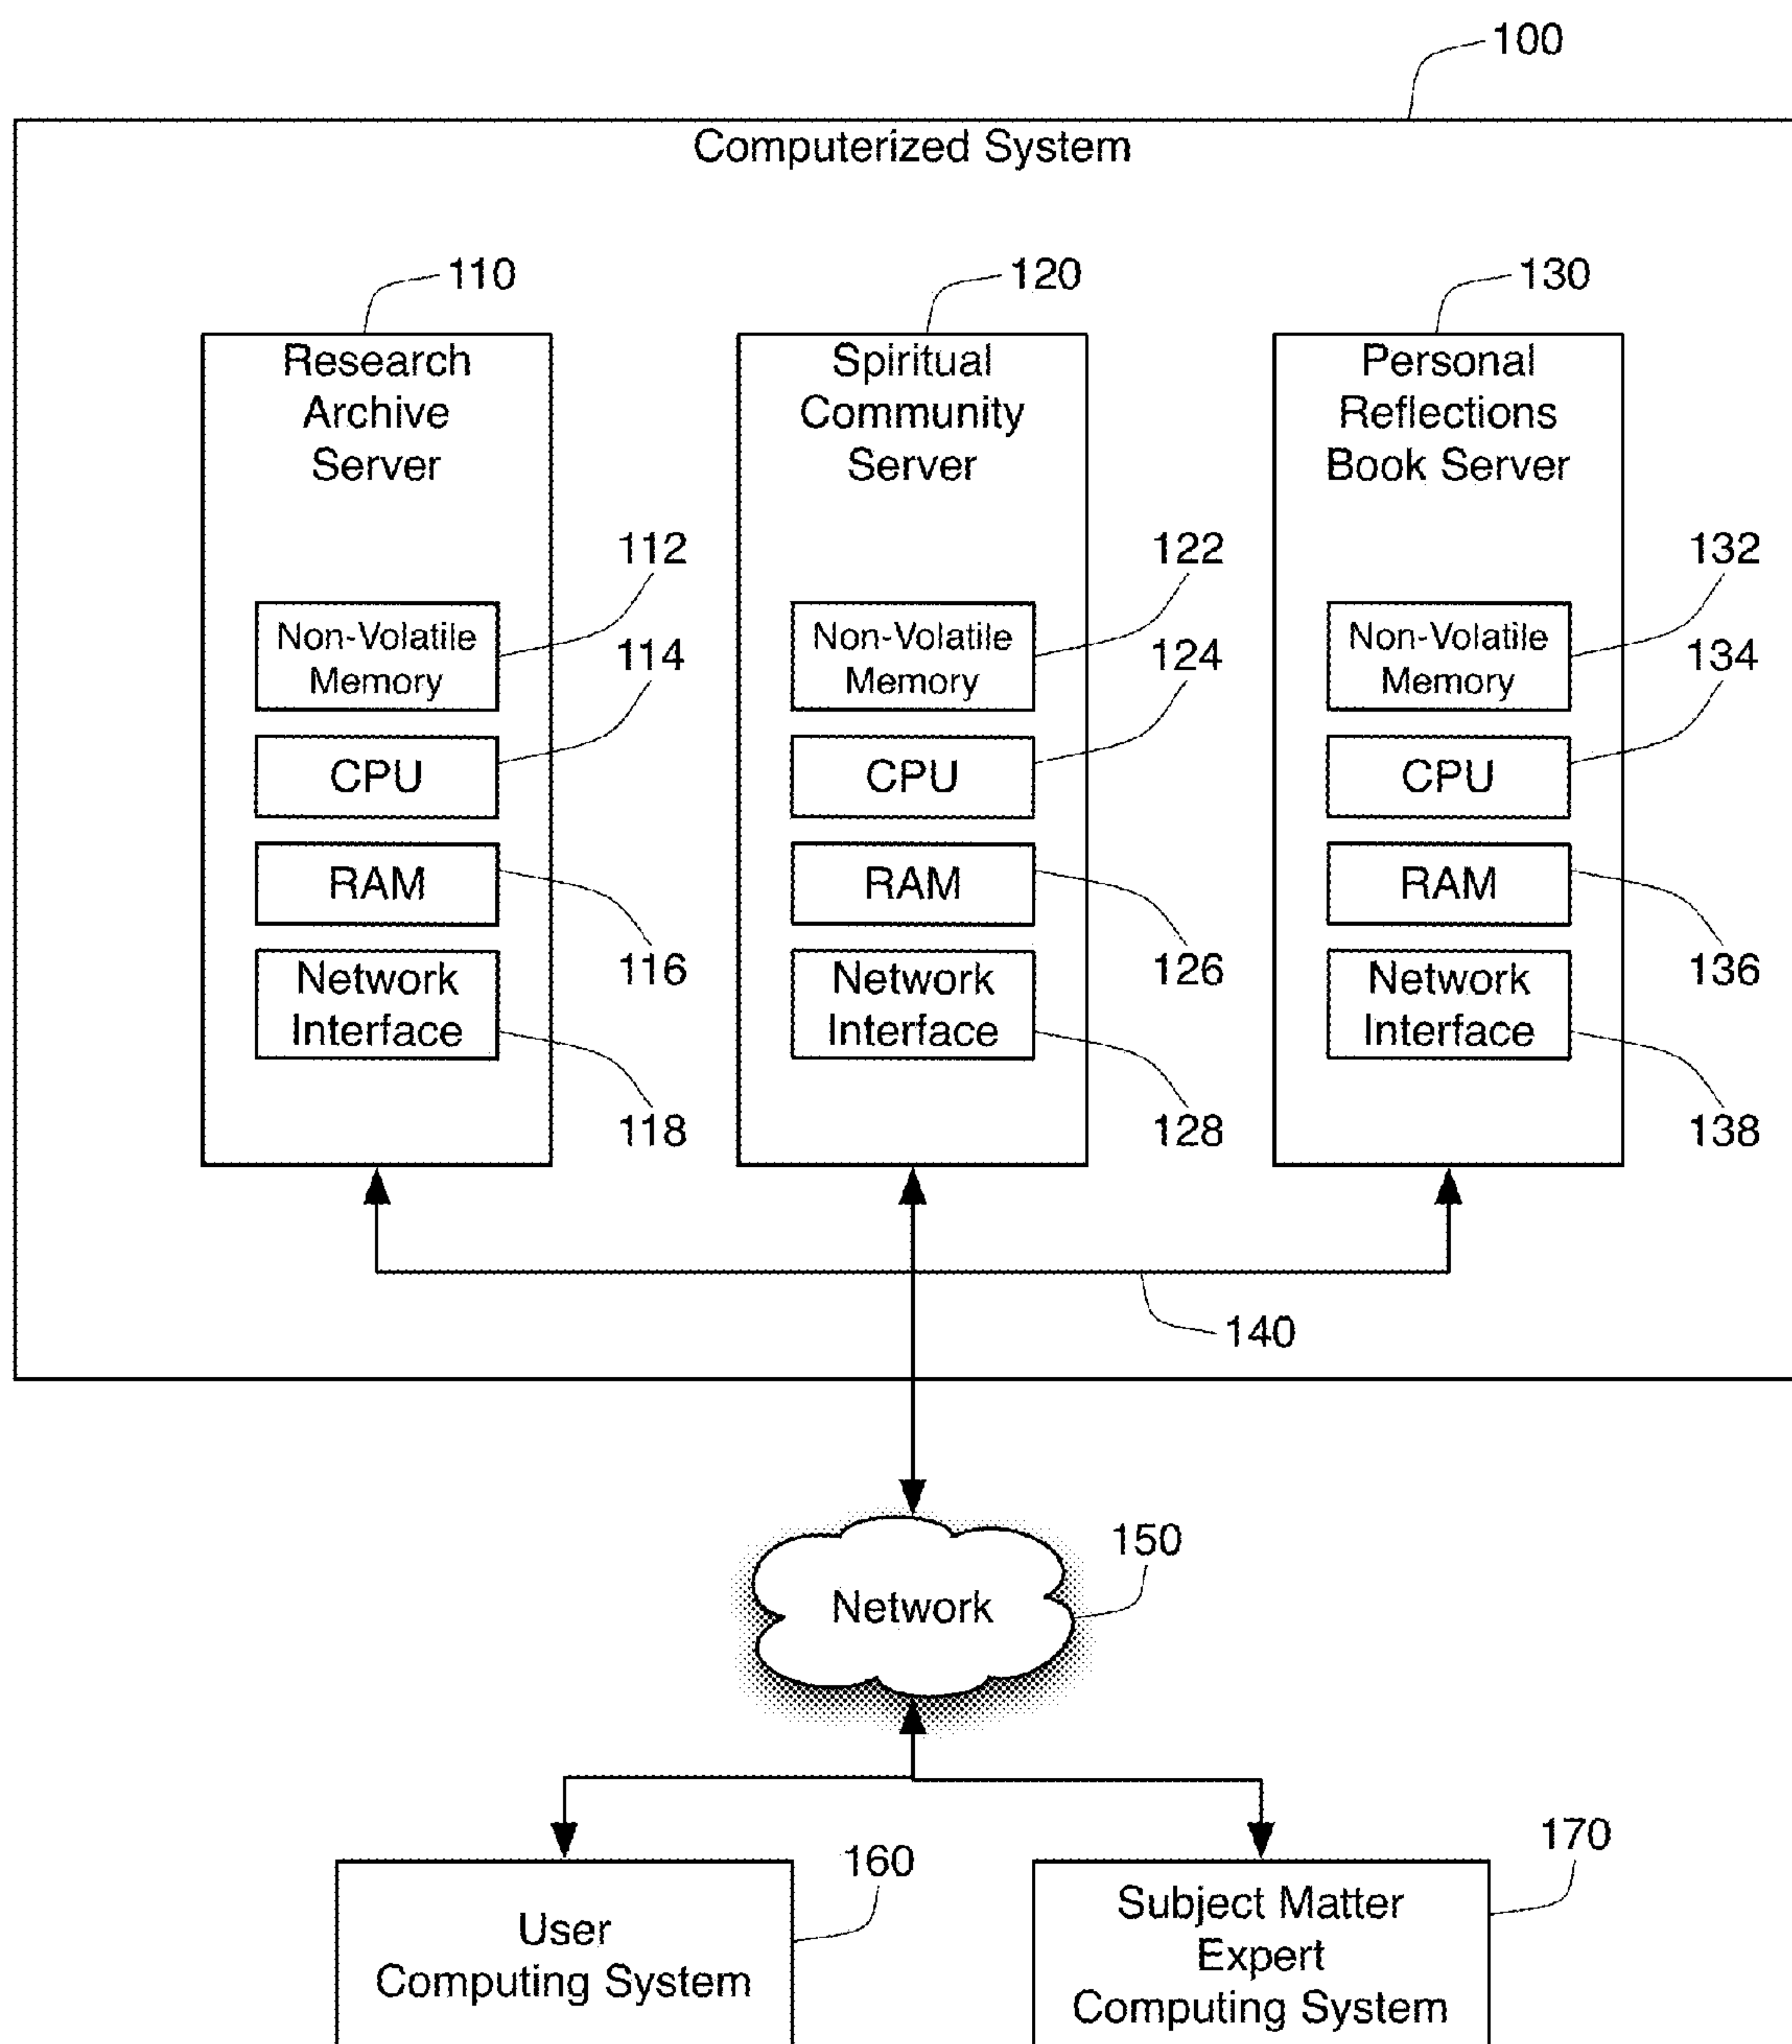 100
Computerized System
110
120
130
Research
Archive
Server
Spiritual
Community
Server
Personal
Reflections
Book Server
112
122
132
Non-Volatile
Memory
Non-Volatile
Memory
Non-Volatile
Memory
114
124
134
CPU
CPU
CPU
RAM
RAM
RAM
116
126
136
Network
Interface
Network
Interface
Network
Interface
118
128
138
140
150
Network
160
170
User
Computing System
Subject Matter
Expert
Computing System